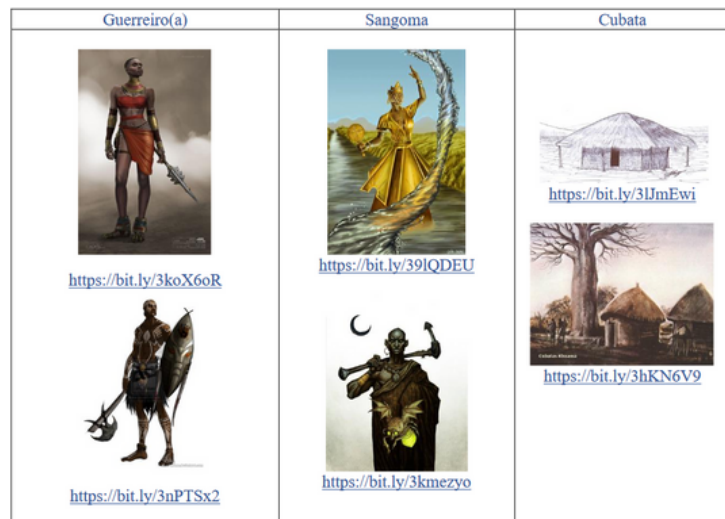 Guerreiro(a)
Sangoma
Cubata
https://bit.ly/3koX6oR
https://bit.ly/39lQDEU
https://bit.ly/3lJmEwi
https://bit.ly/3nPTSx2
https://bit.ly/3kmezyo
https://bit.ly/3hKN6V9